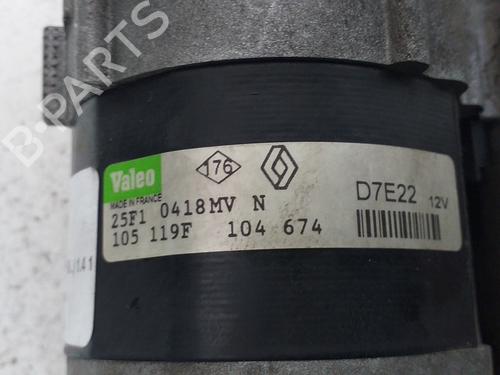 B-PARTS
Valeo
MADE IN FRANCE
176
D7E22 12V
25F1 0418MV N
105 119F 104 674